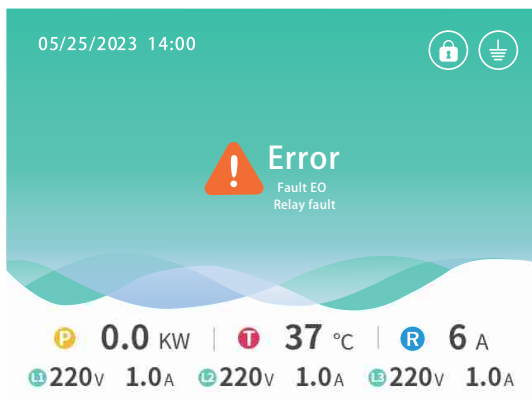 05/25/2023 14:00
Error
Fault EO
Relay fault
P 0.0 KW T 37 ℃ R 6 A
L1 220V 1.0A L2 220V 1.0A L3 220V 1.0A